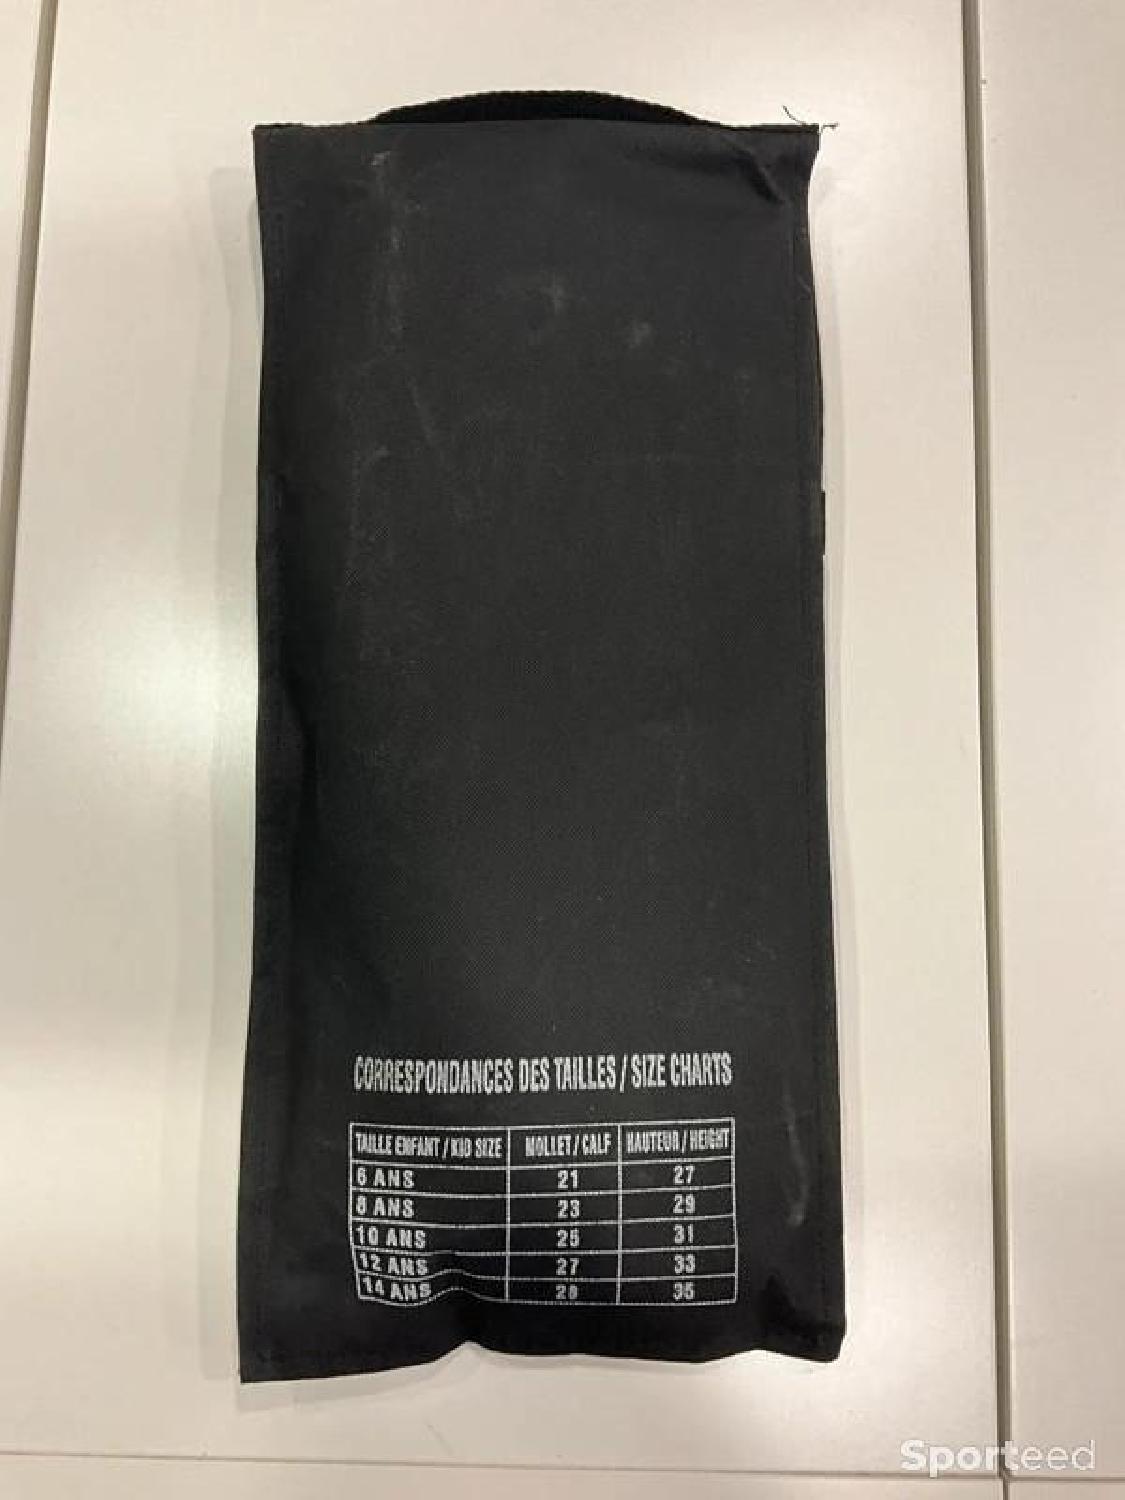 CORRESPONDANCES DES TAILLES / SIZE CHARTS
TAILLE ENFANT / KID SIZE MOLLET / CALF HAUTEUR / HEIGHT
6 ANS 21 27
8 ANS 23 29
10 ANS 25 31
12 ANS 27 33
14 ANS 35
Sporteed